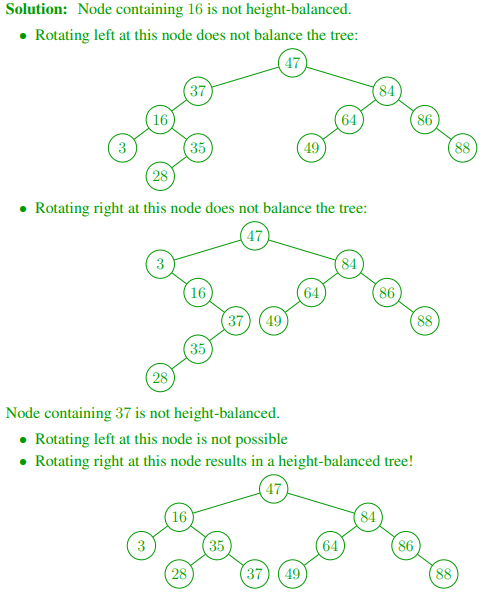 Solution: Node containing 16 is not height-balanced.
• Rotating left at this node does not balance the tree:
47
37 84
16 64 86
3 35 49 88
28
• Rotating right at this node does not balance the tree:
47
3 84
16 64 86
37 49 88
35
28
Node containing 37 is not height-balanced.
• Rotating left at this node is not possible
• Rotating right at this node results in a height-balanced tree!
47
16 84
3 35 64 86
28 37 49 88